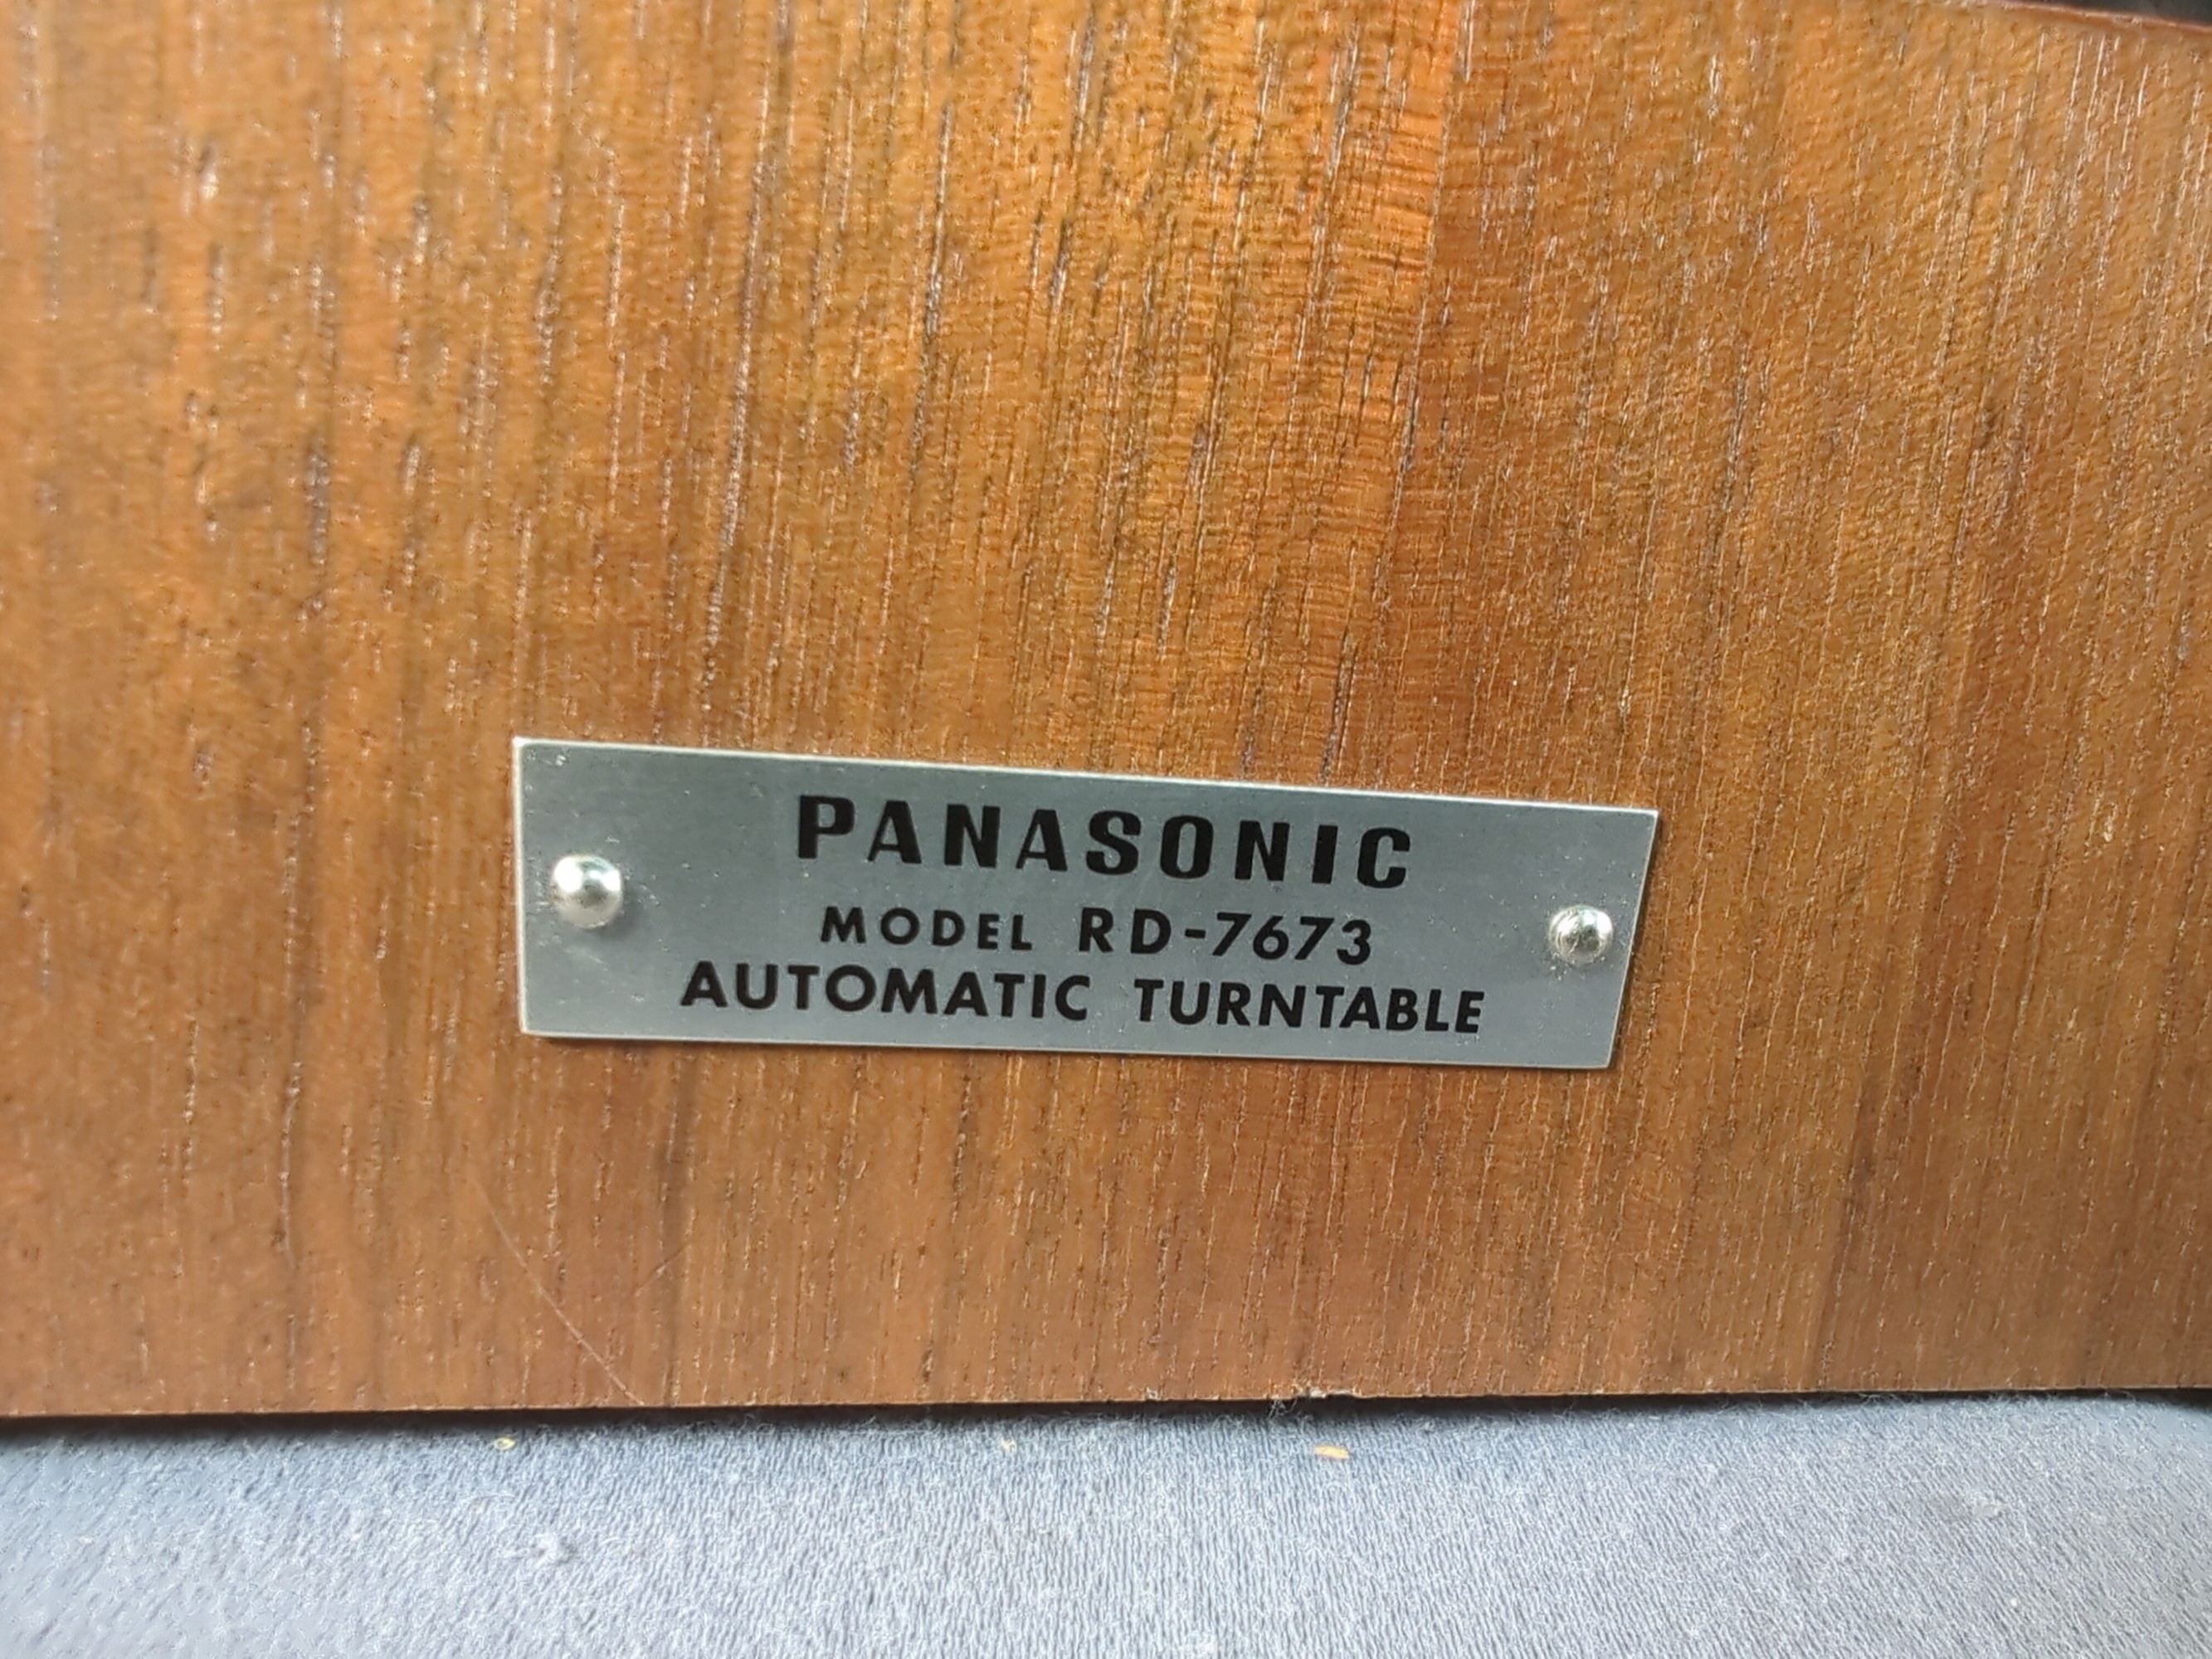 PANASONIC
MODEL RD-7673
AUTOMATIC TURNTABLE